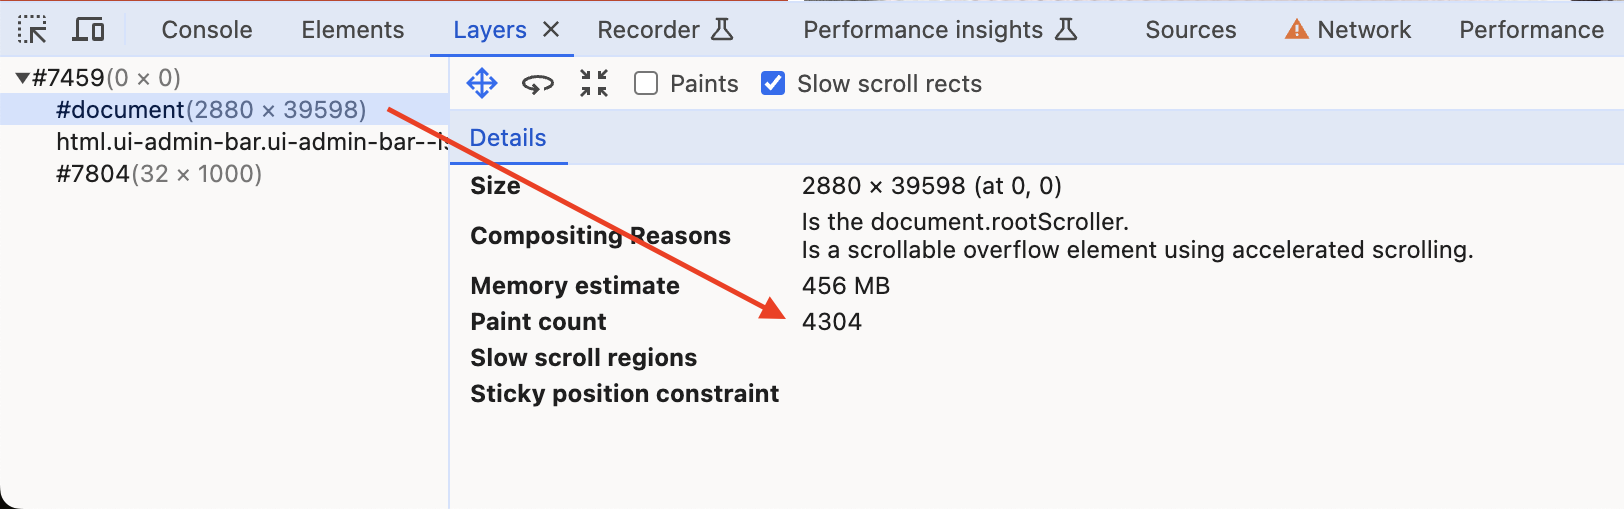 Console Elements Layers Recorder Performance insights Sources Network Performance
#7459(0 × 0)
#document(2880 × 39598)
html.ui-admin-bar.ui-admin-bar--
#7804(32 × 1000)
Paints Slow scroll rects
Details
Size 2880 × 39598 (at 0, 0)
Compositing Reasons Is the document.rootScroller.
Is a scrollable overflow element using accelerated scrolling.
Memory estimate 456 MB
Paint count 4304
Slow scroll regions
Sticky position constraint